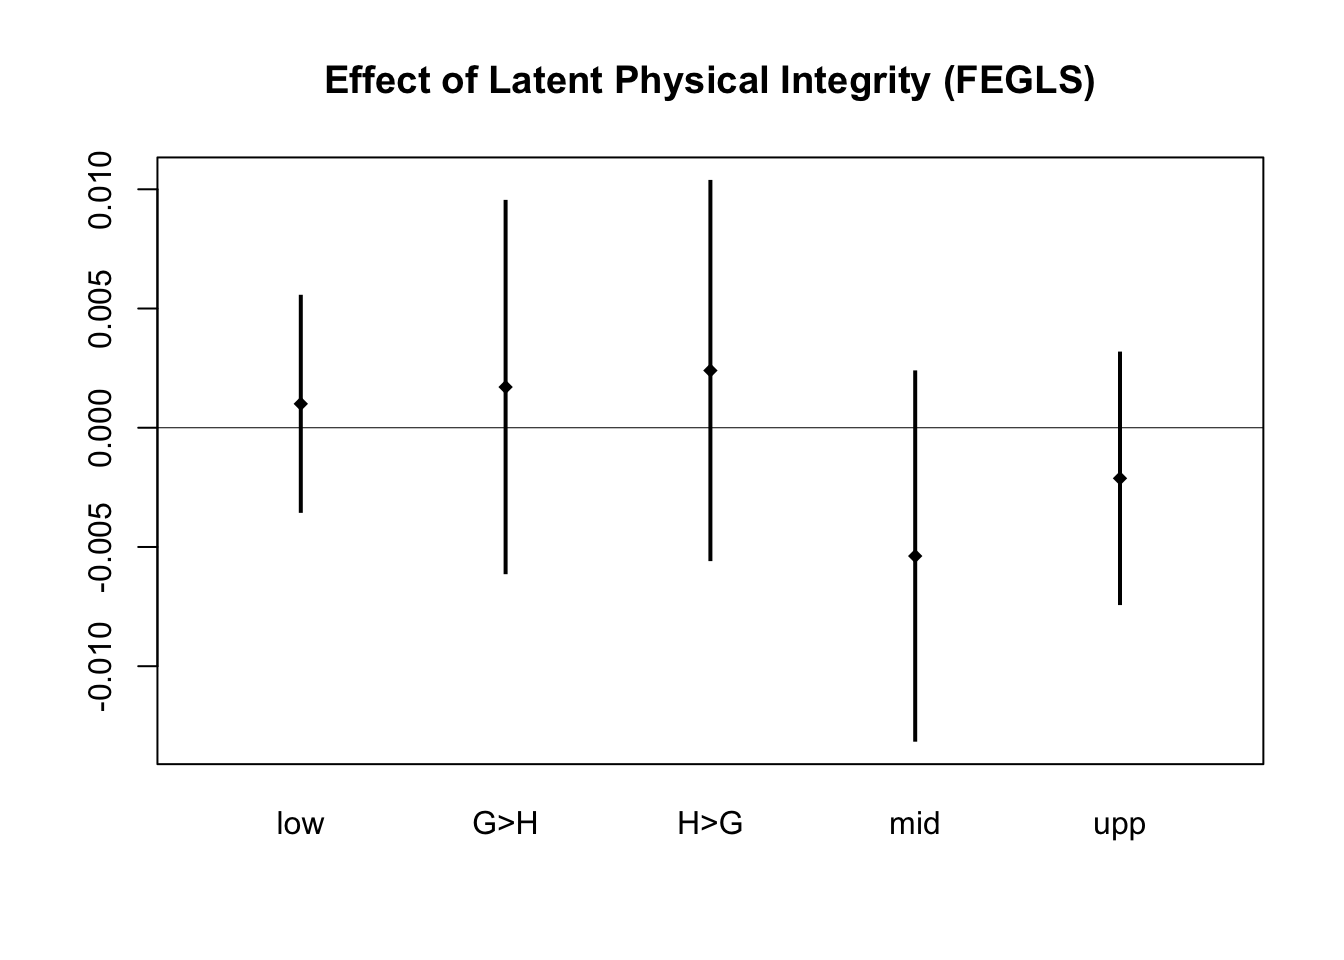 Effect of Latent Physical Integrity (FEGLS)
0.010
0.005
0.000
-0.005
-0.010
low G>H H>G mid upp